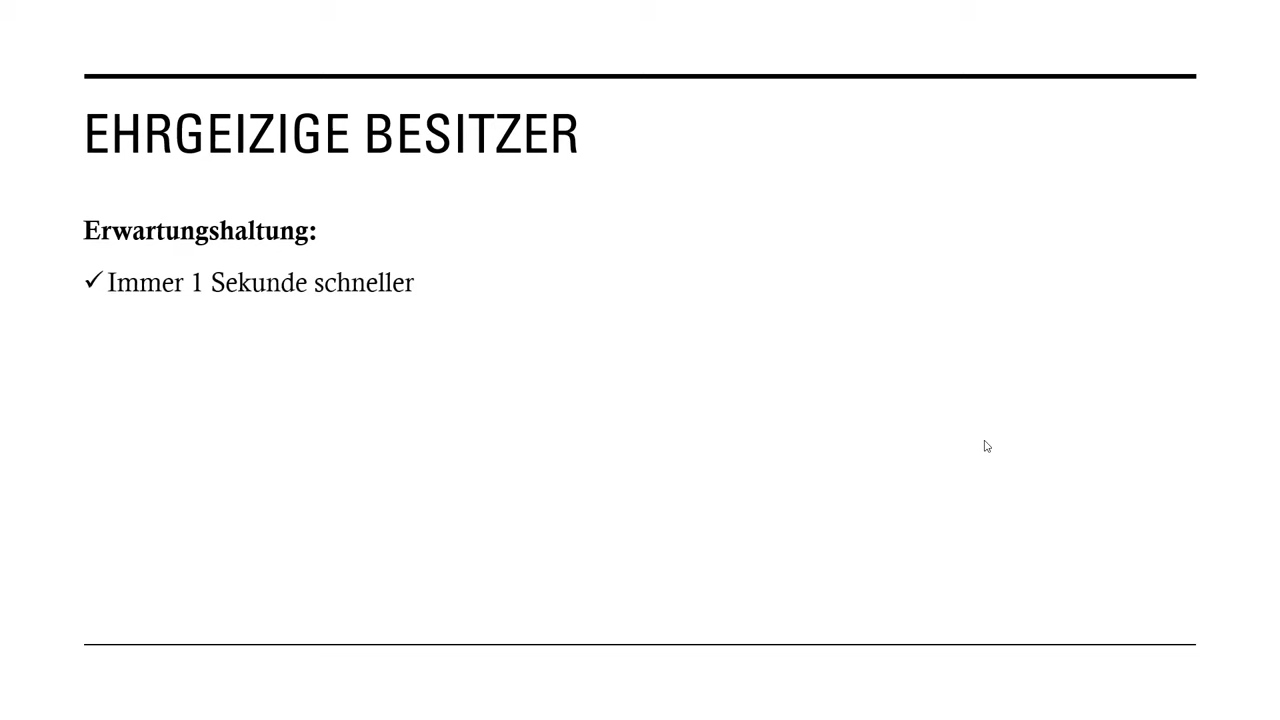 EHRGEIZIGE BESITZER
Erwartungshaltung:
✓ Immer 1 Sekunde schneller